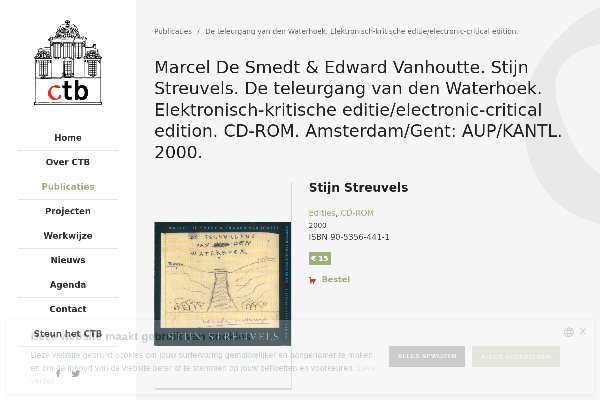 ctb
Home
Over CTB
Publicaties
Projecten
Werkwijze
Nieuws
Agenda
Contact
Steun het CTB
Publicaties / De teleurgang van den Waterhoek. Elektronisch-kritische editie/electronic-critical edition.
Marcel De Smedt & Edward Vanhoutte. Stijn
Streuvels. De teleurgang van den Waterhoek.
Elektronisch-kritische editie/electronic-critical
edition. CD-ROM. Amsterdam/Gent: AUP/KANTL.
2000.
DE TELEURGANG
VAN DEN
WATERHOEK
STIJN STREUVELS
Stijn Streuvels
Edities, CD-ROM
2000
ISBN 90-5356-441-1
€ 15
Bestel
Deze website maakt gebruik van
Deze website gebruikt cookies om jouw surfervaring gemakkelijker en aangenamer te maken
en om de inhoud van de website beter af te stemmen op jouw behoeften en voorkeuren. Lees
verder
ALLES AFWIJZEN
ALLES ACCEPTEREN